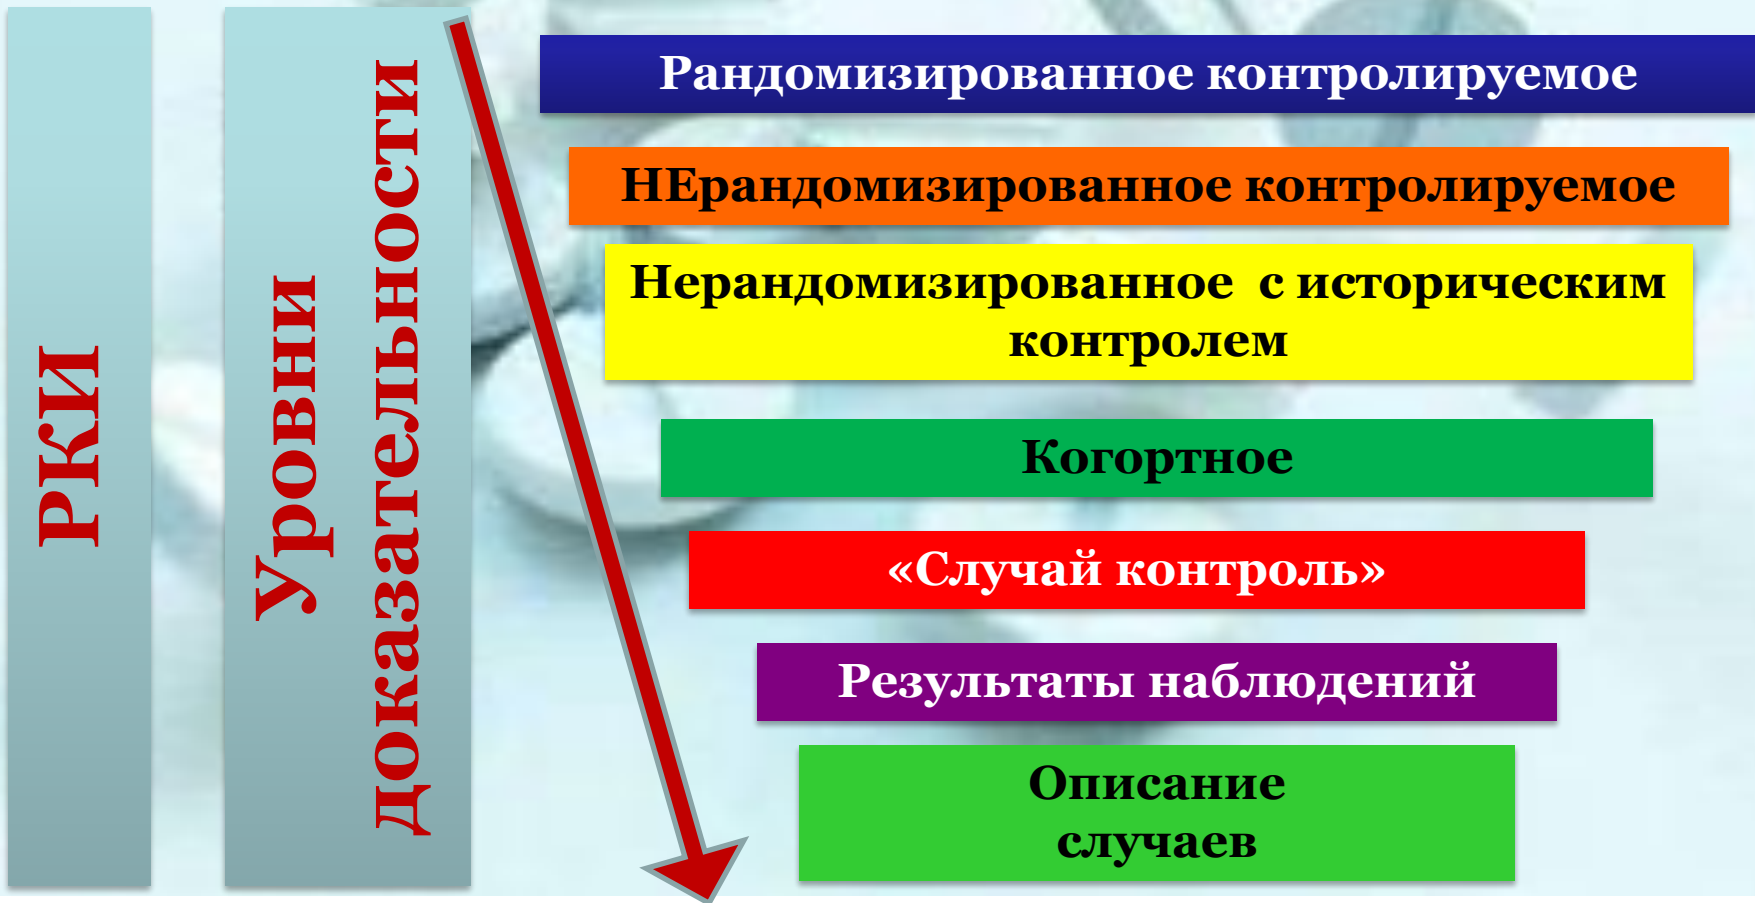 РКИ
Уровни
доказательности
Рандомизированное контролируемое
НЕрандомизированное контролируемое
Нерандомизированное  с историческим
контролем
Когортное
«Случай контроль»
Результаты наблюдений
Описание
случаев